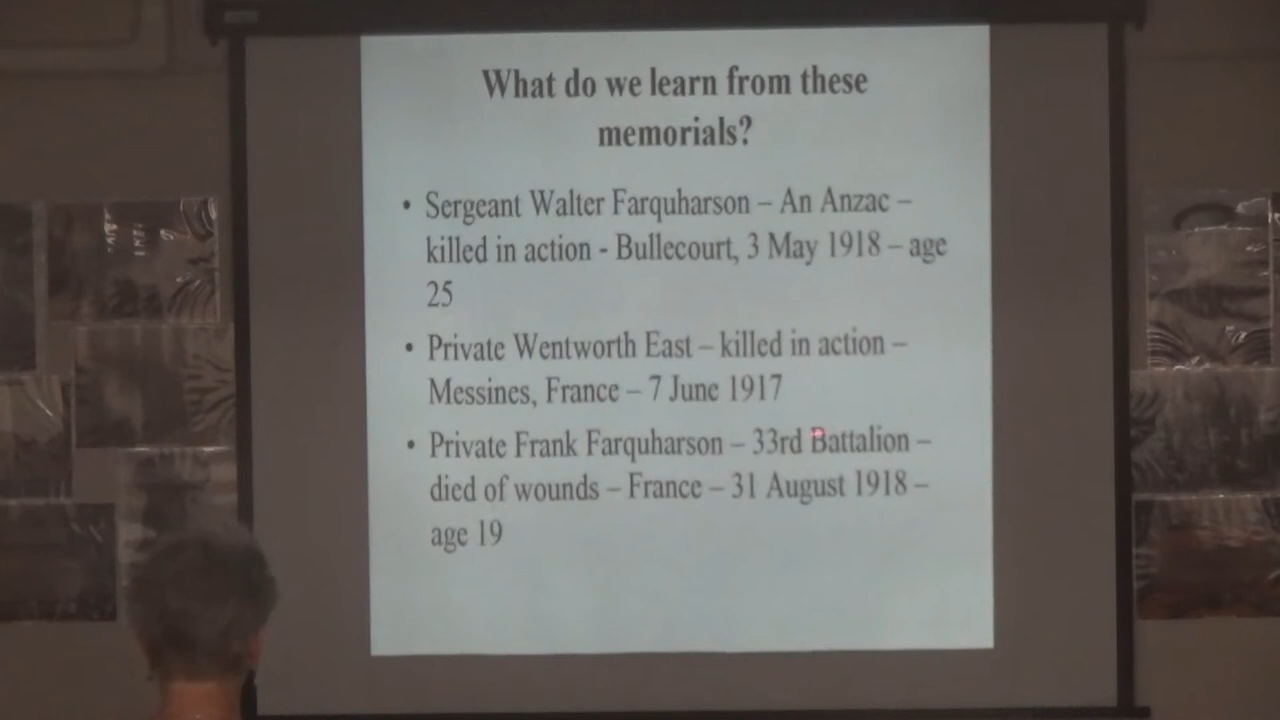 What do we learn from these
memorials?
• Sergeant Walter Farquharson – An Anzac –
killed in action - Bullecourt, 3 May 1918 – age
25
• Private Wentworth East – killed in action –
Messines, France – 7 June 1917
• Private Frank Farquharson – 33rd Battalion –
died of wounds – France – 31 August 1918 –
age 19